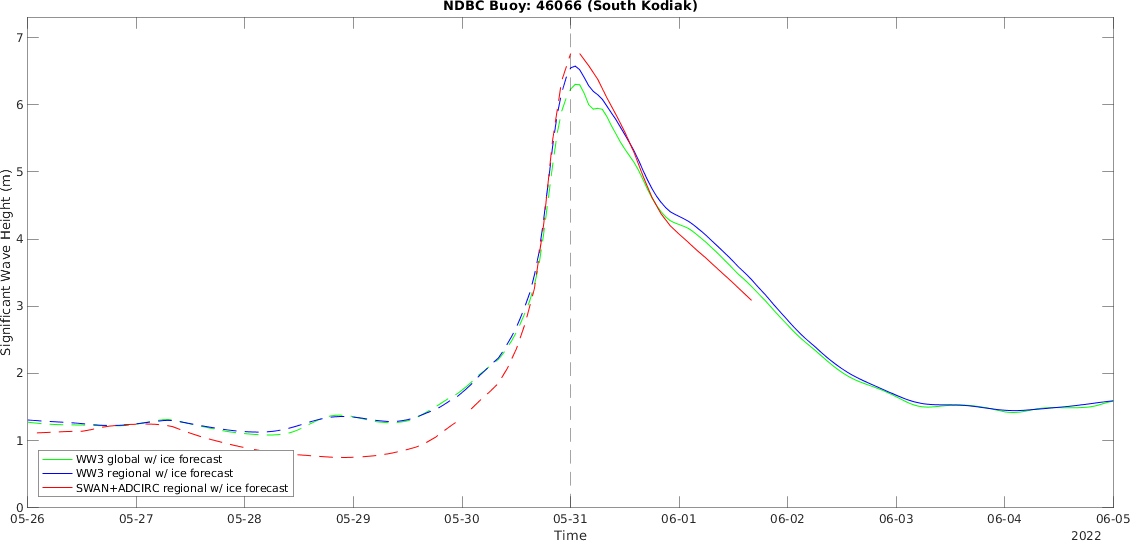 NDBC Buoy: 46066 (South Kodiak)
7
6
5
4
3
2
1
0
Significant Wave Height (m)
WW3 global w/ ice forecast
WW3 regional w/ ice forecast
SWAN+ADCIRC regional w/ ice forecast
05-26 05-27 05-28 05-29 05-30 05-31 06-01 06-02 06-03 06-04 06-05
Time
2022